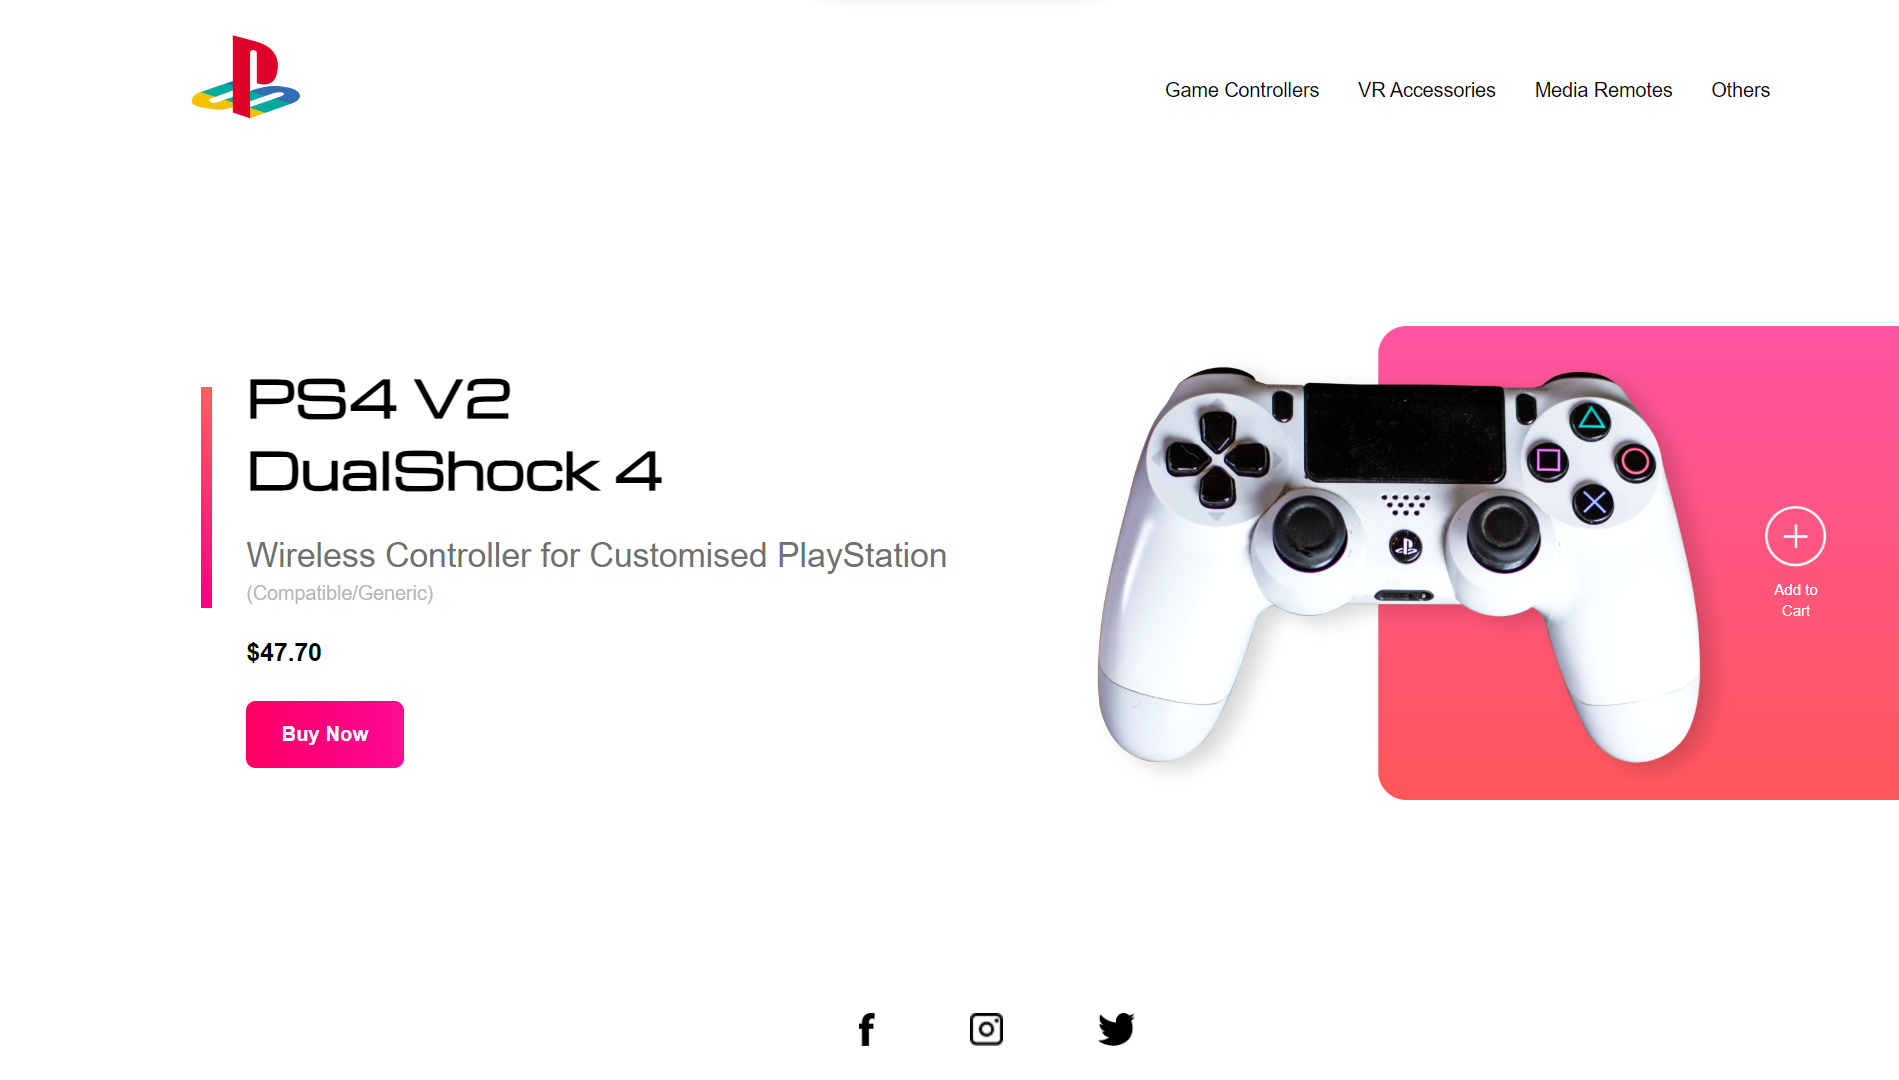 Game Controllers VR Accessories Media Remotes Others
PS4 V2
DualShock 4
Wireless Controller for Customised PlayStation
(Compatible/Generic)
$47.70
Buy Now
Add to
Cart